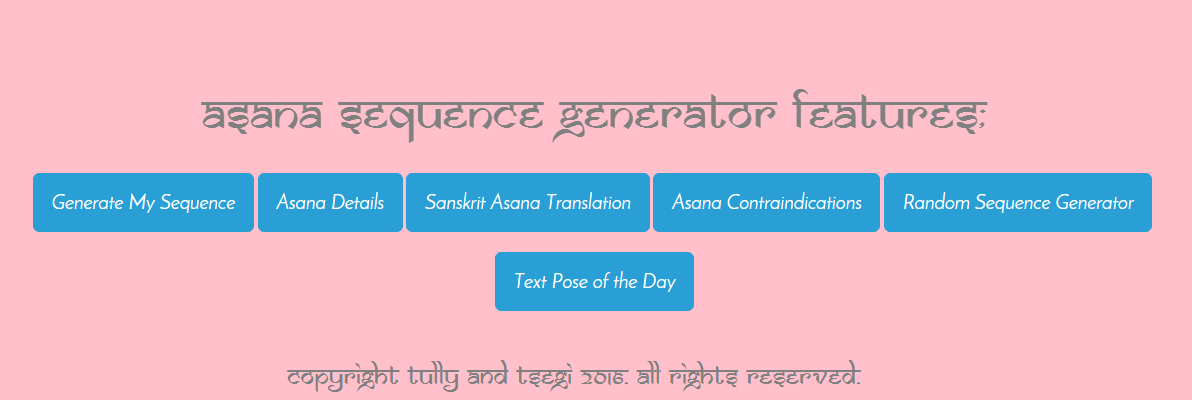 asana sequence generator features:
Generate My Sequence Asana Details Sanskrit Asana Translation Asana Contraindications Random Sequence Generator
Text Pose of the Day
copyright tully and tsegi 2016. all rights reserved.